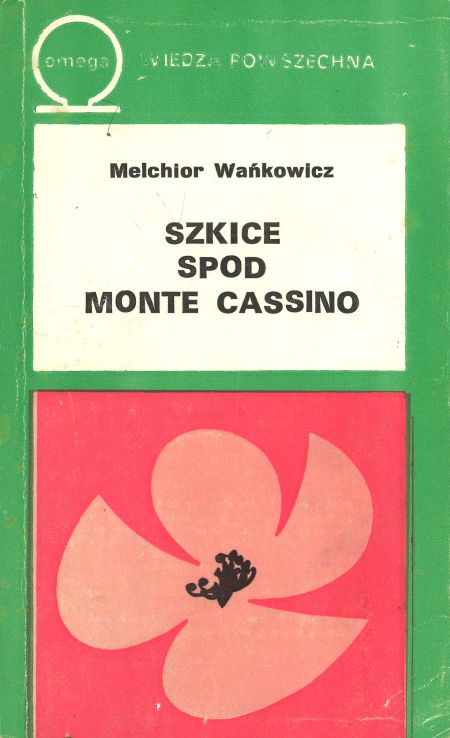 omega WIEDZA POWSZECHNA
Melchior Wańkowicz
SZKICE
SPOD
MONTE CASSINO